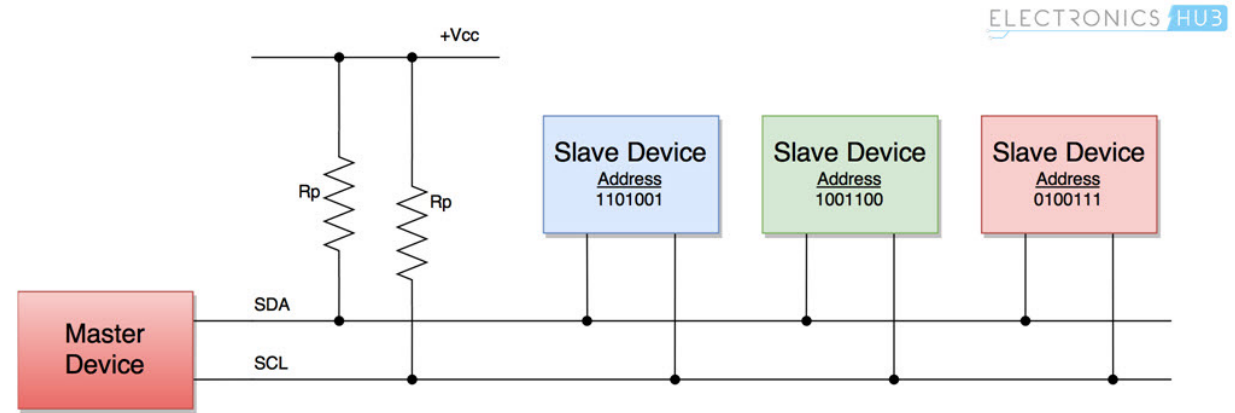 ELECTRONICS HUB
+Vcc
Slave Device
Address
1101001
Slave Device
Address
1001100
Slave Device
Address
0100111
Rp
Rp
SDA
Master
Device
SCL